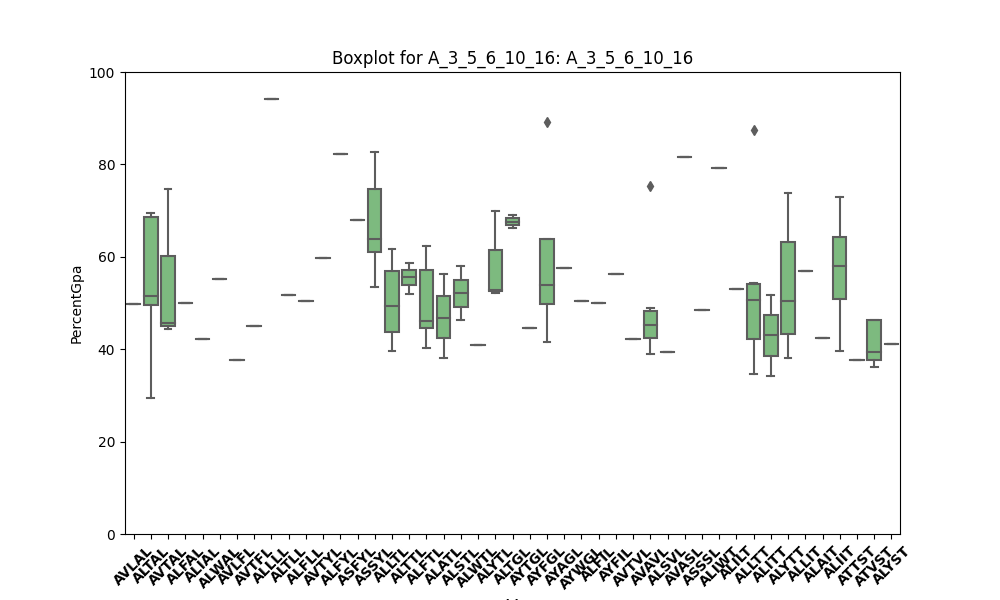 Boxplot for A_3_5_6_10_16: A_3_5_6_10_16
PercentGpa
100
80
60
40
20
0
AVLAL
ALTAL
AVTAL
ALFAL
ALIAL
ALWAL
AVLFL
AVTFL
ALLLL
ALTLL
ALFLL
AVTYL
ALFYL
ASFYL
ASSYL
ALLTL
ALTTL
ALFTL
ALATL
ALSTL
ALWTL
ALYTL
ALTGL
AYTGL
AYFGL
AYAGL
AYWGL
ALFIL
AYFIL
AVTVL
AVAVL
ALSVL
AVASL
ASSSL
ALIWT
ALILT
ALLTT
ALITT
ALYTT
ALLIT
ALAIT
ALIIT
ATTST
ATVST
ALYST